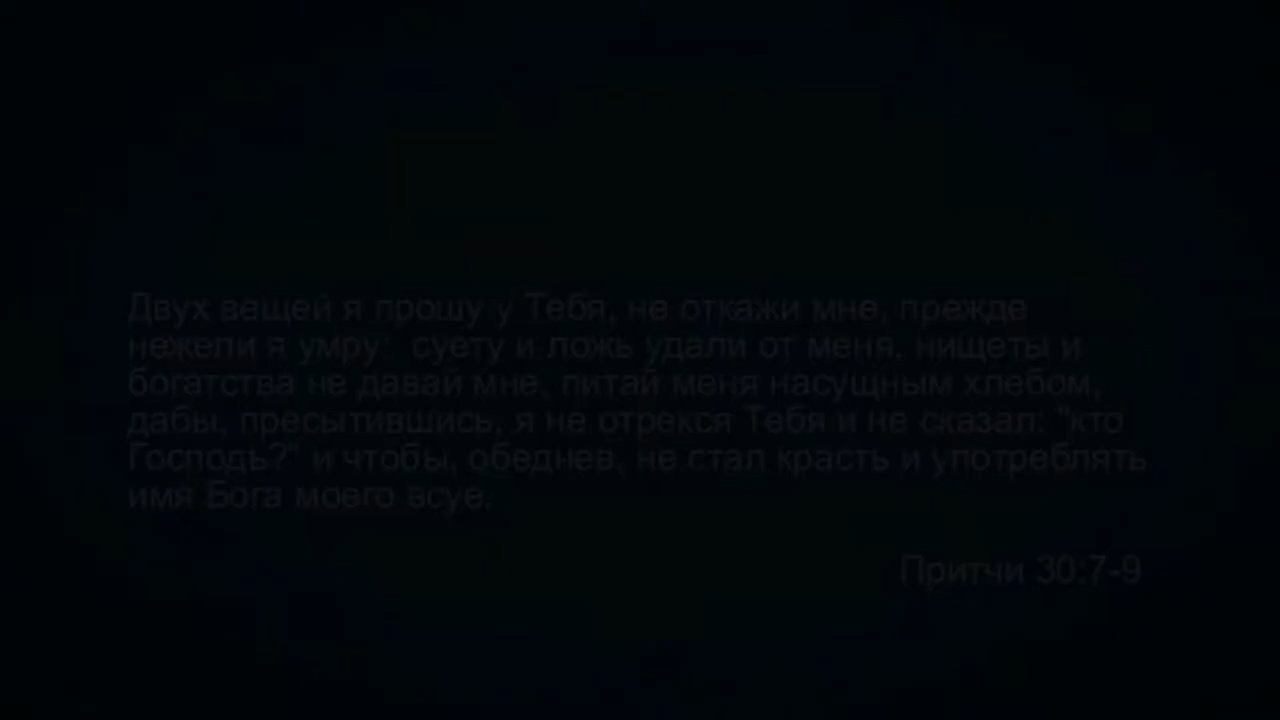 Двух вещей я прошу у Тебя, не откажи мне, прежде
нежели я умру:  суету и ложь удали от меня, нищеты и
богатства не давай мне, питай меня насущным хлебом,
дабы, пресытившись, я не отрекся Тебя и не сказал: "кто
Господь?" и чтобы, обеднев, не стал красть и употреблять
имя Бога моего всуе.
Притчи 30:7-9